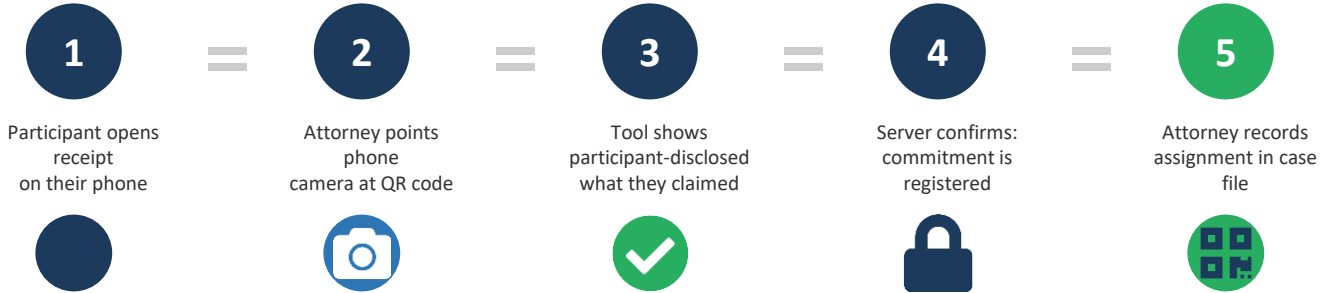 1
2
3
4
5
Participant opens
receipt
on their phone
Attorney points
phone
camera at QR code
Tool shows
participant-disclosed
what they claimed
Server confirms:
commitment is
registered
Attorney records
assignment in case
file